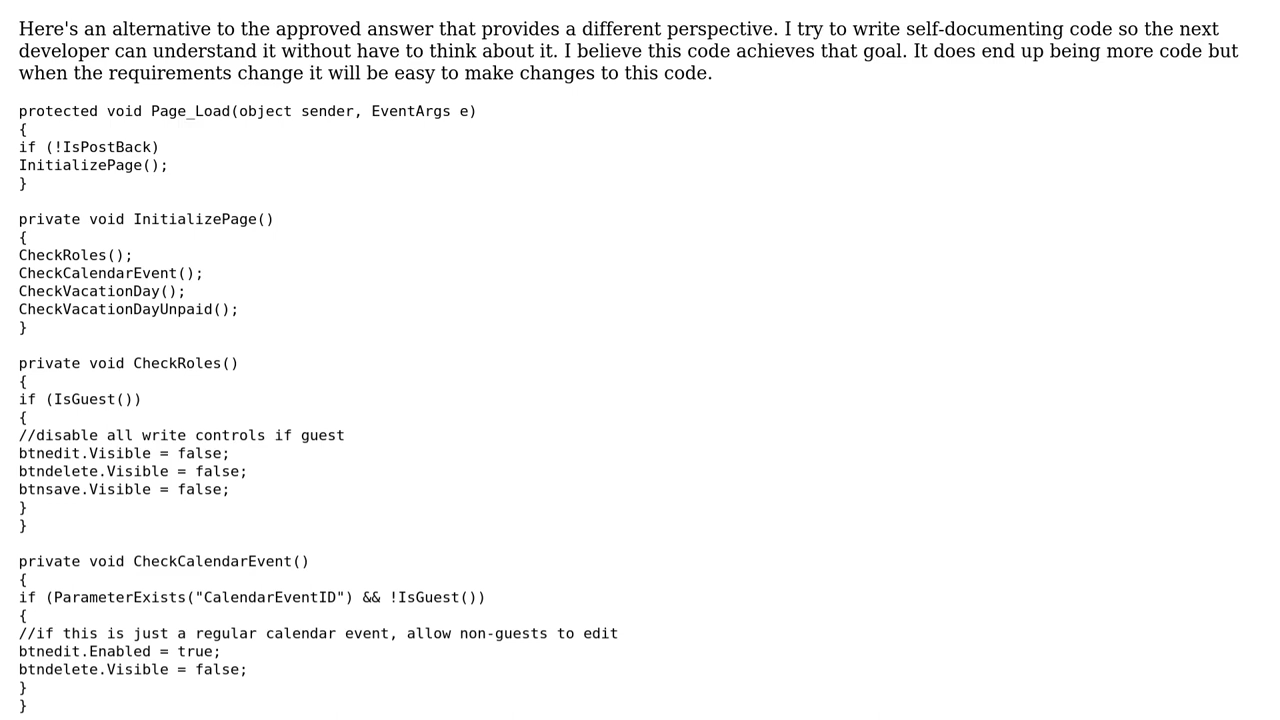 Here's an alternative to the approved answer that provides a different perspective. I try to write self-documenting code so the next
developer can understand it without have to think about it. I believe this code achieves that goal. It does end up being more code but
when the requirements change it will be easy to make changes to this code.
protected void Page_Load(object sender, EventArgs e)
{
if (!IsPostBack)
InitializePage();
}
private void InitializePage()
{
CheckRoles();
CheckCalendarEvent();
CheckVacationDay();
CheckVacationDayUnpaid();
}
private void CheckRoles()
{
if (IsGuest())
{
//disable all write controls if guest
btnedit.Visible = false;
btndelete.Visible = false;
btnsave.Visible = false;
}
}
private void CheckCalendarEvent()
{
if (ParameterExists("CalendarEventID") && !IsGuest())
{
//if this is just a regular calendar event, allow non-guests to edit
btnedit.Enabled = true;
btndelete.Visible = false;
}
}